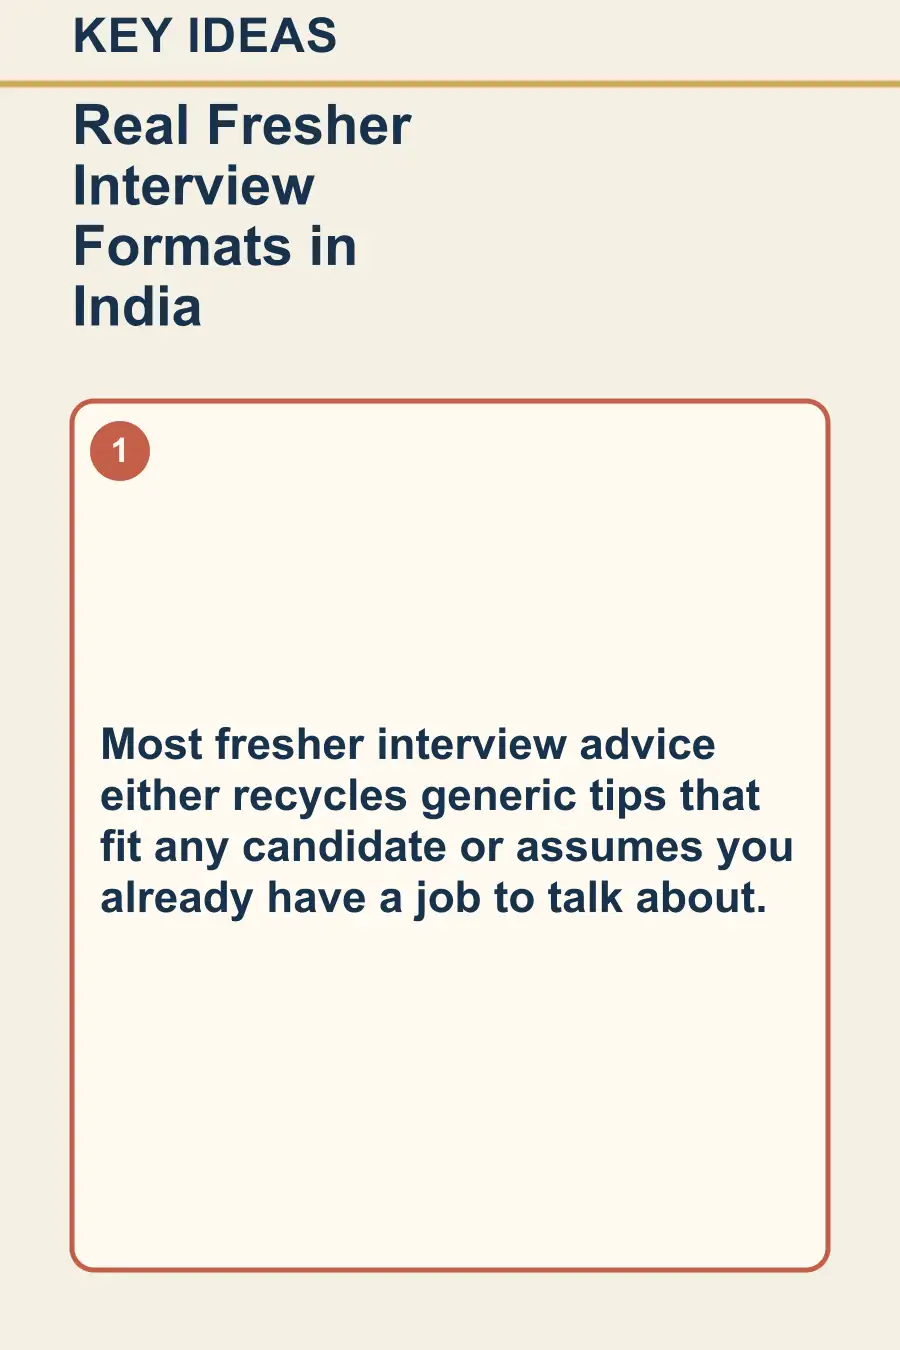 KEY IDEAS
Real Fresher
Interview
Formats in
India
1
Most fresher interview advice
either recycles generic tips that
fit any candidate or assumes you
already have a job to talk about.